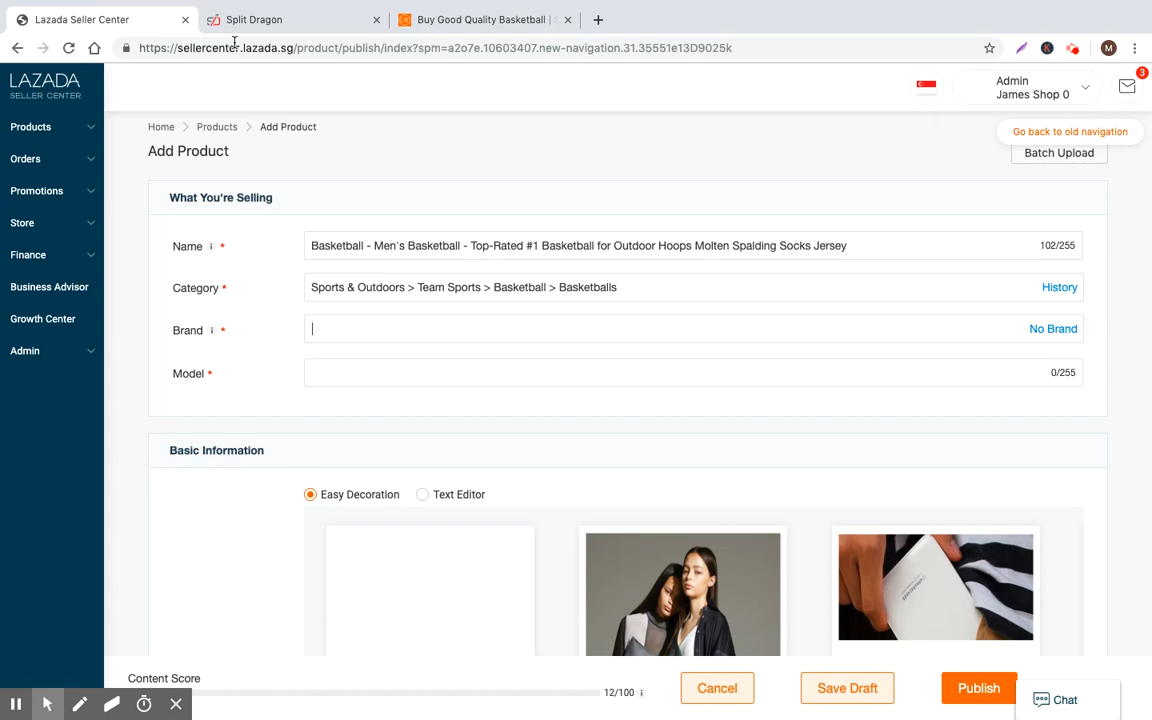 Lazada Seller Center
Split Dragon
Buy Good Quality Basketball |
https://sellercenter.lazada.sg/product/publish/index?spm=a2o7e.10603407.new-navigation.31.35551e13D9025k
K
M
LAZADA
SELLER CENTER
Admin
James Shop 0
3
Products
Home > Products > Add Product
Go back to old navigation
Add Product
Batch Upload
Orders
Promotions
Store
Finance
Business Advisor
Growth Center
Admin
What You're Selling
Name i *
Basketball - Men's Basketball - Top-Rated #1 Basketball for Outdoor Hoops Molten Spalding Socks Jersey
102/255
Category *
Sports & Outdoors > Team Sports > Basketball > Basketballs
History
Brand i *
No Brand
Model *
0/255
Basic Information
Easy Decoration
Text Editor
Content Score
12/100 i
Cancel
Save Draft
Publish
Chat